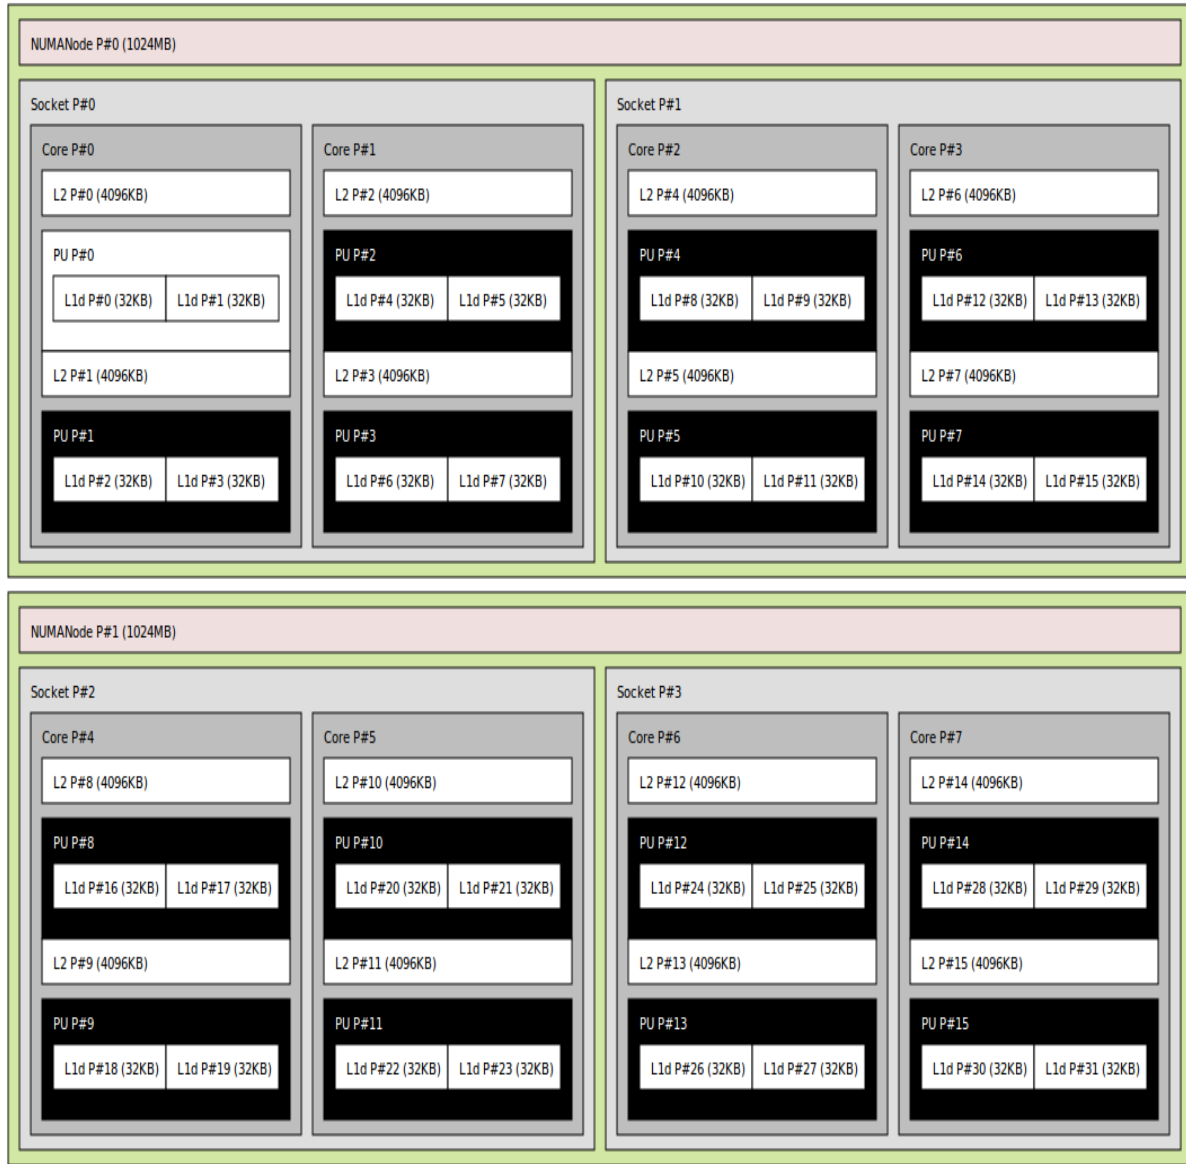 NUMANode P#0 (1024MB)
Socket P#0
Core P#0
L2 P#0 (4096KB)
PU P#0
L1d P#0 (32KB) L1d P#1 (32KB)
L2 P#1 (4096KB)
PU P#1
L1d P#2 (32KB) L1d P#3 (32KB)
Core P#1
L2 P#2 (4096KB)
PU P#2
L1d P#4 (32KB) L1d P#5 (32KB)
L2 P#3 (4096KB)
PU P#3
L1d P#6 (32KB) L1d P#7 (32KB)
Socket P#1
Core P#2
L2 P#4 (4096KB)
PU P#4
L1d P#8 (32KB) L1d P#9 (32KB)
L2 P#5 (4096KB)
PU P#5
L1d P#10 (32KB) L1d P#11 (32KB)
Core P#3
L2 P#6 (4096KB)
PU P#6
L1d P#12 (32KB) L1d P#13 (32KB)
L2 P#7 (4096KB)
PU P#7
L1d P#14 (32KB) L1d P#15 (32KB)
NUMANode P#1 (1024MB)
Socket P#2
Core P#4
L2 P#8 (4096KB)
PU P#8
L1d P#16 (32KB) L1d P#17 (32KB)
L2 P#9 (4096KB)
PU P#9
L1d P#18 (32KB) L1d P#19 (32KB)
Core P#5
L2 P#10 (4096KB)
PU P#10
L1d P#20 (32KB) L1d P#21 (32KB)
L2 P#11 (4096KB)
PU P#11
L1d P#22 (32KB) L1d P#23 (32KB)
Socket P#3
Core P#6
L2 P#12 (4096KB)
PU P#12
L1d P#24 (32KB) L1d P#25 (32KB)
L2 P#13 (4096KB)
PU P#13
L1d P#26 (32KB) L1d P#27 (32KB)
Core P#7
L2 P#14 (4096KB)
PU P#14
L1d P#28 (32KB) L1d P#29 (32KB)
L2 P#15 (4096KB)
PU P#15
L1d P#30 (32KB) L1d P#31 (32KB)